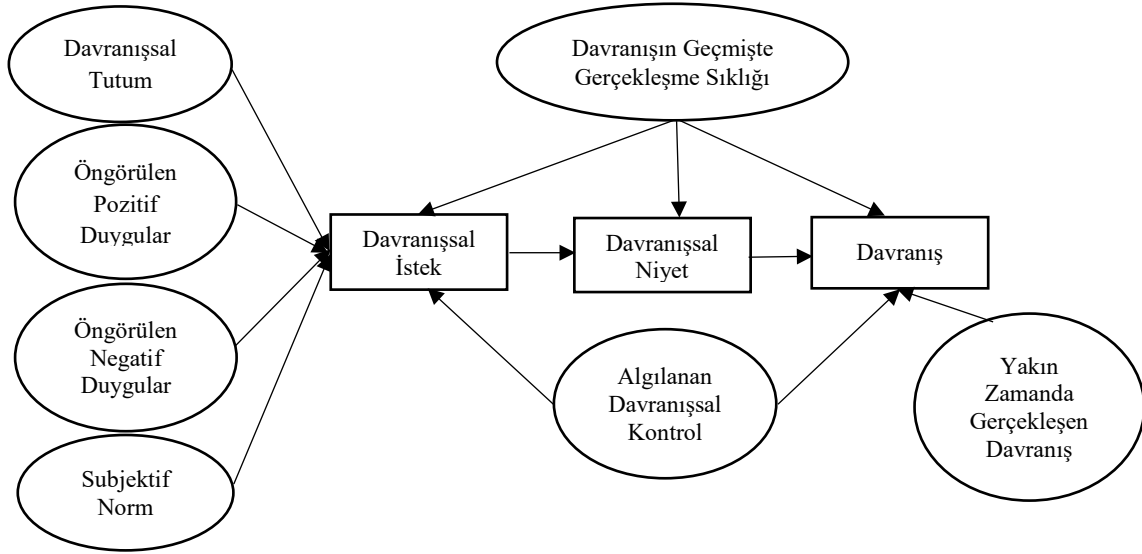 Davranışsal
Tutum
Davranışın Geçmişte
Gerçekleşme Sıklığı
Öngörülen
Pozitif
Duygular
Davranışsal
İstek
Davranışsal
Niyet
Davranış
Öngörülen
Negatif
Duygular
Algılanan
Davranışsal
Kontrol
Yakın
Zamanda
Gerçekleşen
Davranış
Subjektif
Norm